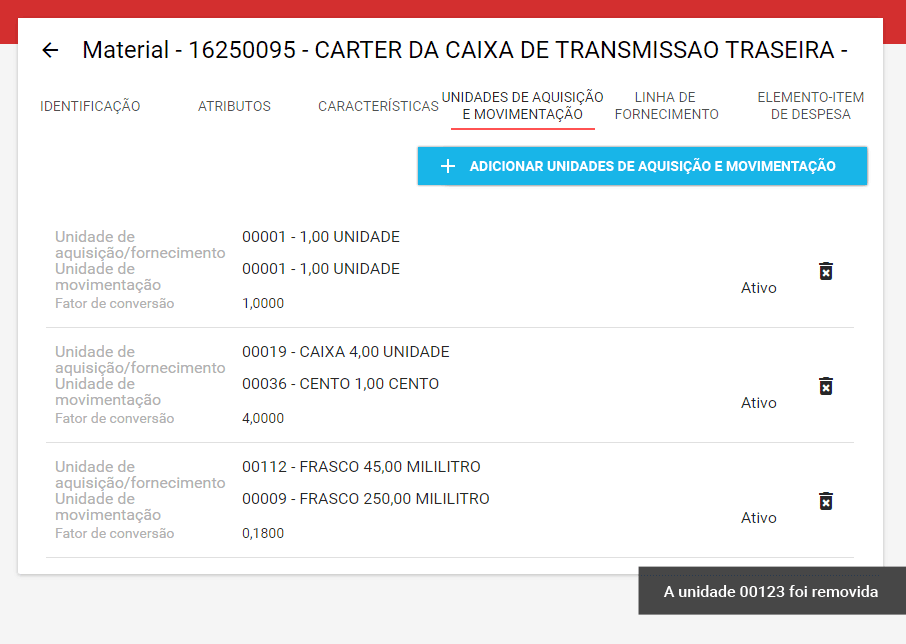 Material - 16250095 - CARTER DA CAIXA DE TRANSMISSAO TRASEIRA -
IDENTIFICAÇÃO
ATRIBUTOS
CARACTERÍSTICAS
UNIDADES DE AQUISIÇÃO
E MOVIMENTAÇÃO
LINHA DE
FORNECIMENTO
ELEMENTO-ITEM
DE DESPESA
ADICIONAR UNIDADES DE AQUISIÇÃO E MOVIMENTAÇÃO
Unidade de
aquisição/fornecimento
00001 - 1,00 UNIDADE
Unidade de
movimentação
00001 - 1,00 UNIDADE
Fator de conversão
1,0000
Ativo
Unidade de
aquisição/fornecimento
00019 - CAIXA 4,00 UNIDADE
Unidade de
movimentação
00036 - CENTO 1,00 CENTO
Fator de conversão
4,0000
Ativo
Unidade de
aquisição/fornecimento
00112 - FRASCO 45,00 MILILITRO
Unidade de
movimentação
00009 - FRASCO 250,00 MILILITRO
Fator de conversão
0,1800
Ativo
A unidade 00123 foi removida